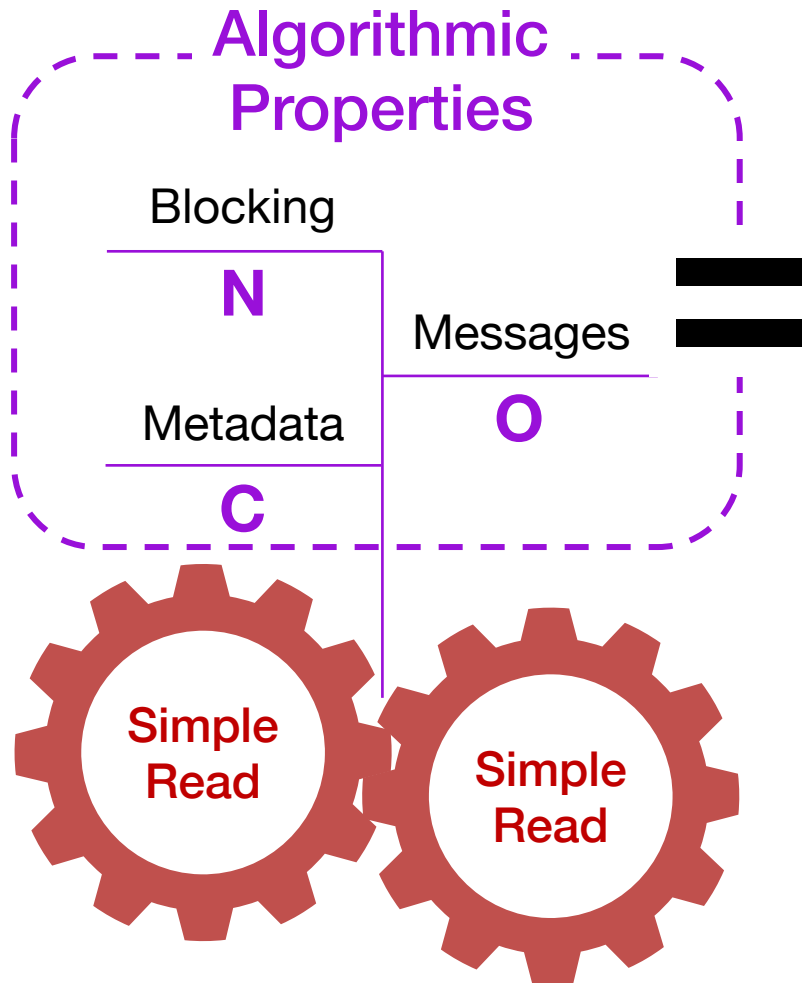 Algorithmic
Properties
Blocking
N
Messages
O
Metadata
C
Simple
Read
Simple
Read